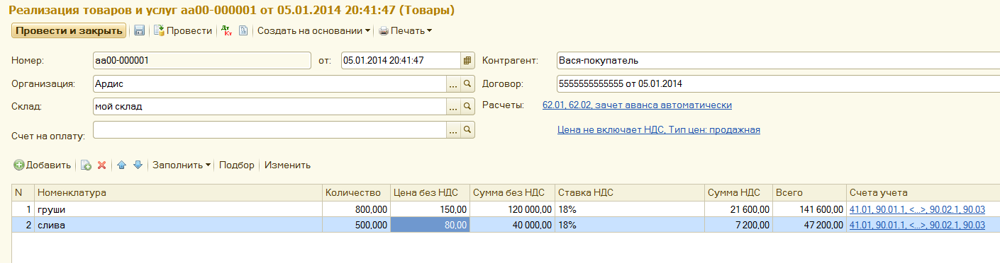 Реализация товаров и услуг аа00-000001 от 05.01.2014 20:41:47 (Товары)
Провести и закрыть Провести Дт Кт Создать на основании Печать
Номер: аа00-000001 от: 05.01.2014 20:41:47 Контрагент: Вася-покупатель
Организация: Ардис ... Договор: 5555555555555 от 05.01.2014
Склад: мой склад ... Расчеты: 62.01, 62.02, зачет аванса автоматически
Счет на оплату: ... Цена не включает НДС, Тип цен: продажная
Добавить Заполнить Подбор Изменить
N Номенклатура Количество Цена без НДС Сумма без НДС Ставка НДС Сумма НДС Всего Счета учета
1 груши 800,000 150,00 120 000,00 18% 21 600,00 141 600,00 41.01, 90.01.1, <...>, 90.02.1, 90.03
2 слива 500,000 80,00 40 000,00 18% 7 200,00 47 200,00 41.01, 90.01.1, <...>, 90.02.1, 90.03